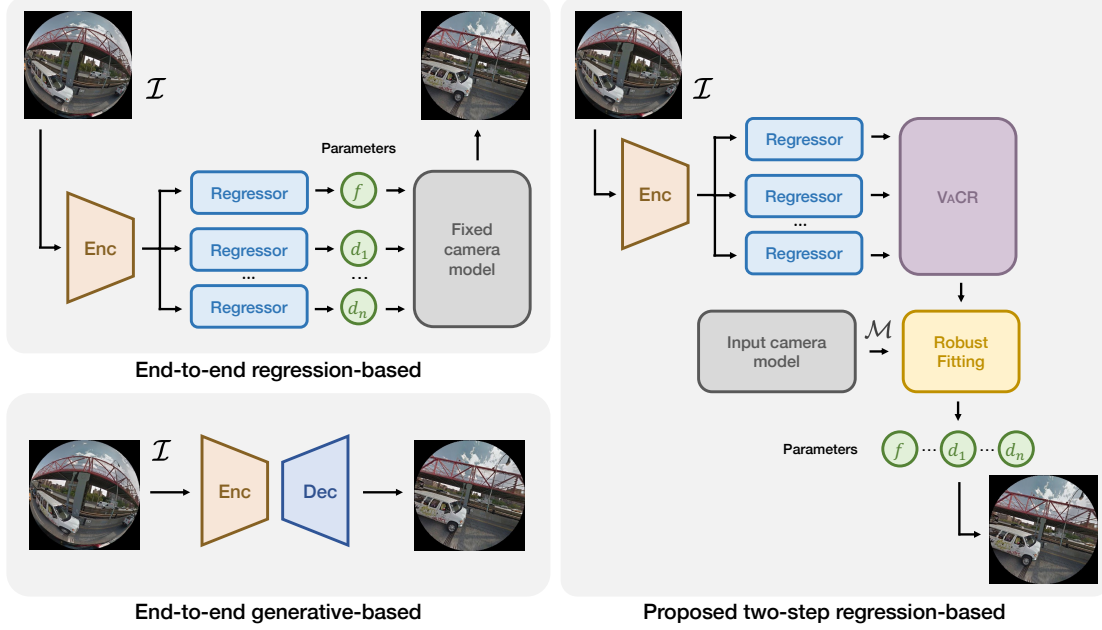 ℐ
Parameters
Regressor
f
Regressor
d₁
...
...
Regressor
dₙ
Enc
Fixed
camera
model
End-to-end regression-based
ℐ
Enc
Dec
End-to-end generative-based
ℐ
Enc
Regressor
Regressor
...
Regressor
VACR
Input camera
model
ℳ
Robust
Fitting
Parameters
f ... d₁ ... dₙ
Proposed two-step regression-based